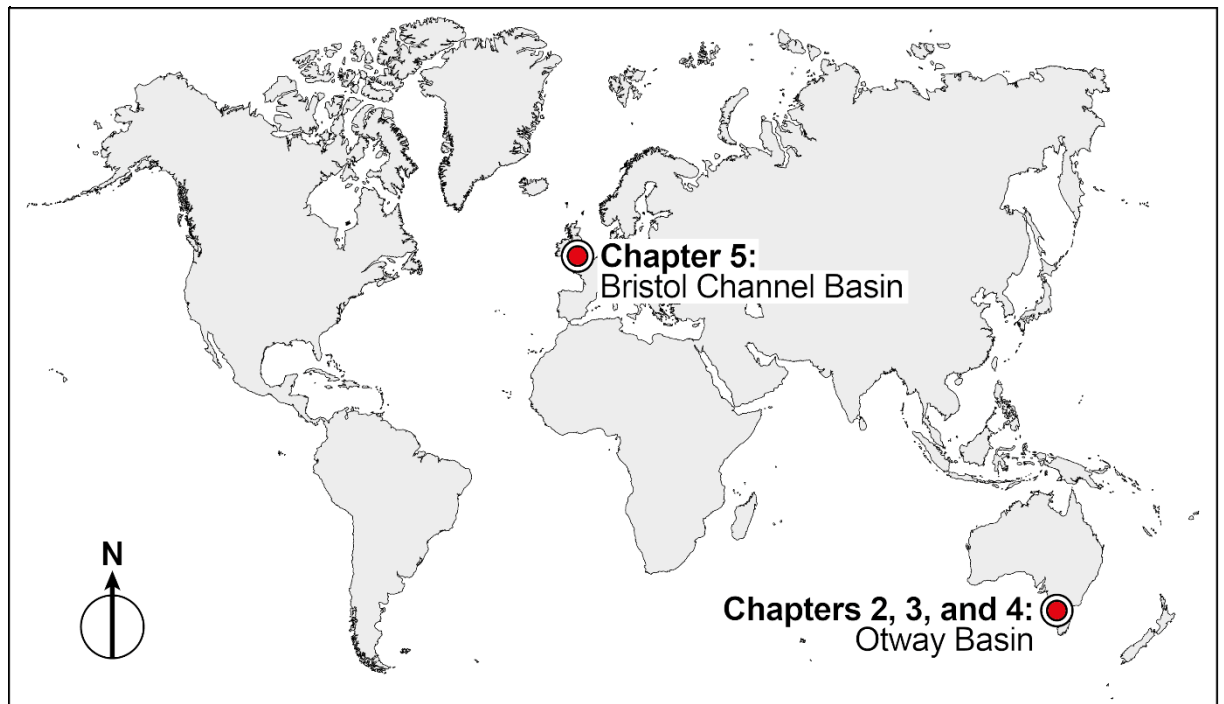 Chapter 5:
Bristol Channel Basin
N
Chapters 2, 3, and 4:
Otway Basin